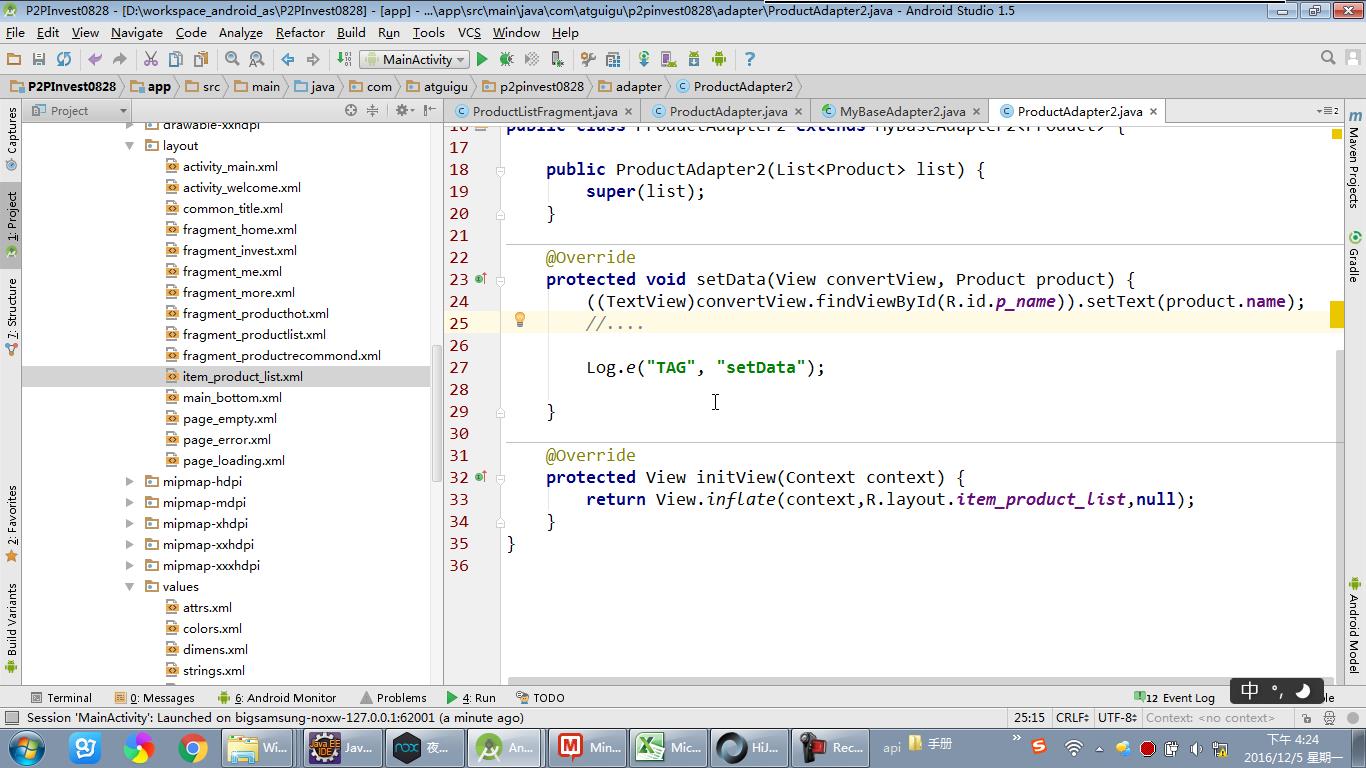 P2PInvest0828 - [D:\workspace_android_as\P2PInvest0828] - [app] - ...\app\src\main\java\com\atguigu\p2pinvest0828\adapter\ProductAdapter2.java - Android Studio 1.5
File Edit View Navigate Code Analyze Refactor Build Run Tools VCS Window Help
MainActivity
P2PInvest0828 app src main java com atguigu p2pinvest0828 adapter ProductAdapter2
Project
ProductListFragment.java ProductAdapter.java MyBaseAdapter2.java ProductAdapter2.java
Captures
1: Project
7: Structure
2: Favorites
Build Variants
drawable-xxhdpi
layout
activity_main.xml
activity_welcome.xml
common_title.xml
fragment_home.xml
fragment_invest.xml
fragment_me.xml
fragment_more.xml
fragment_producthot.xml
fragment_productlist.xml
fragment_productrecommond.xml
item_product_list.xml
main_bottom.xml
page_empty.xml
page_error.xml
page_loading.xml
mipmap-hdpi
mipmap-mdpi
mipmap-xhdpi
mipmap-xxhdpi
mipmap-xxxhdpi
values
attrs.xml
colors.xml
dimens.xml
strings.xml
16 public class ProductAdapter2 extends MyBaseAdapter2<Product> {
17
18 public ProductAdapter2(List<Product> list) {
19 super(list);
20 }
21
22 @Override
23 protected void setData(View convertView, Product product) {
24 ((TextView)convertView.findViewById(R.id.p_name)).setText(product.name);
25 //....
26
27 Log.e("TAG", "setData");
28
29 }
30
31 @Override
32 protected View initView(Context context) {
33 return View.inflate(context,R.layout.item_product_list,null);
34 }
35 }
36
Maven Projects
Gradle
Android Model
Terminal 0: Messages 6: Android Monitor Problems 4: Run TODO 12 Event Log
中 °,
Session 'MainActivity': Launched on bigsamsung-noxw-127.0.0.1:62001 (a minute ago) 25:15 CRLF UTF-8 Context: <no context>
Wi... Jav... 夜... An... Min... Mic... HiJ... Rec... api 手册
下午 4:24
2016/12/5 星期一